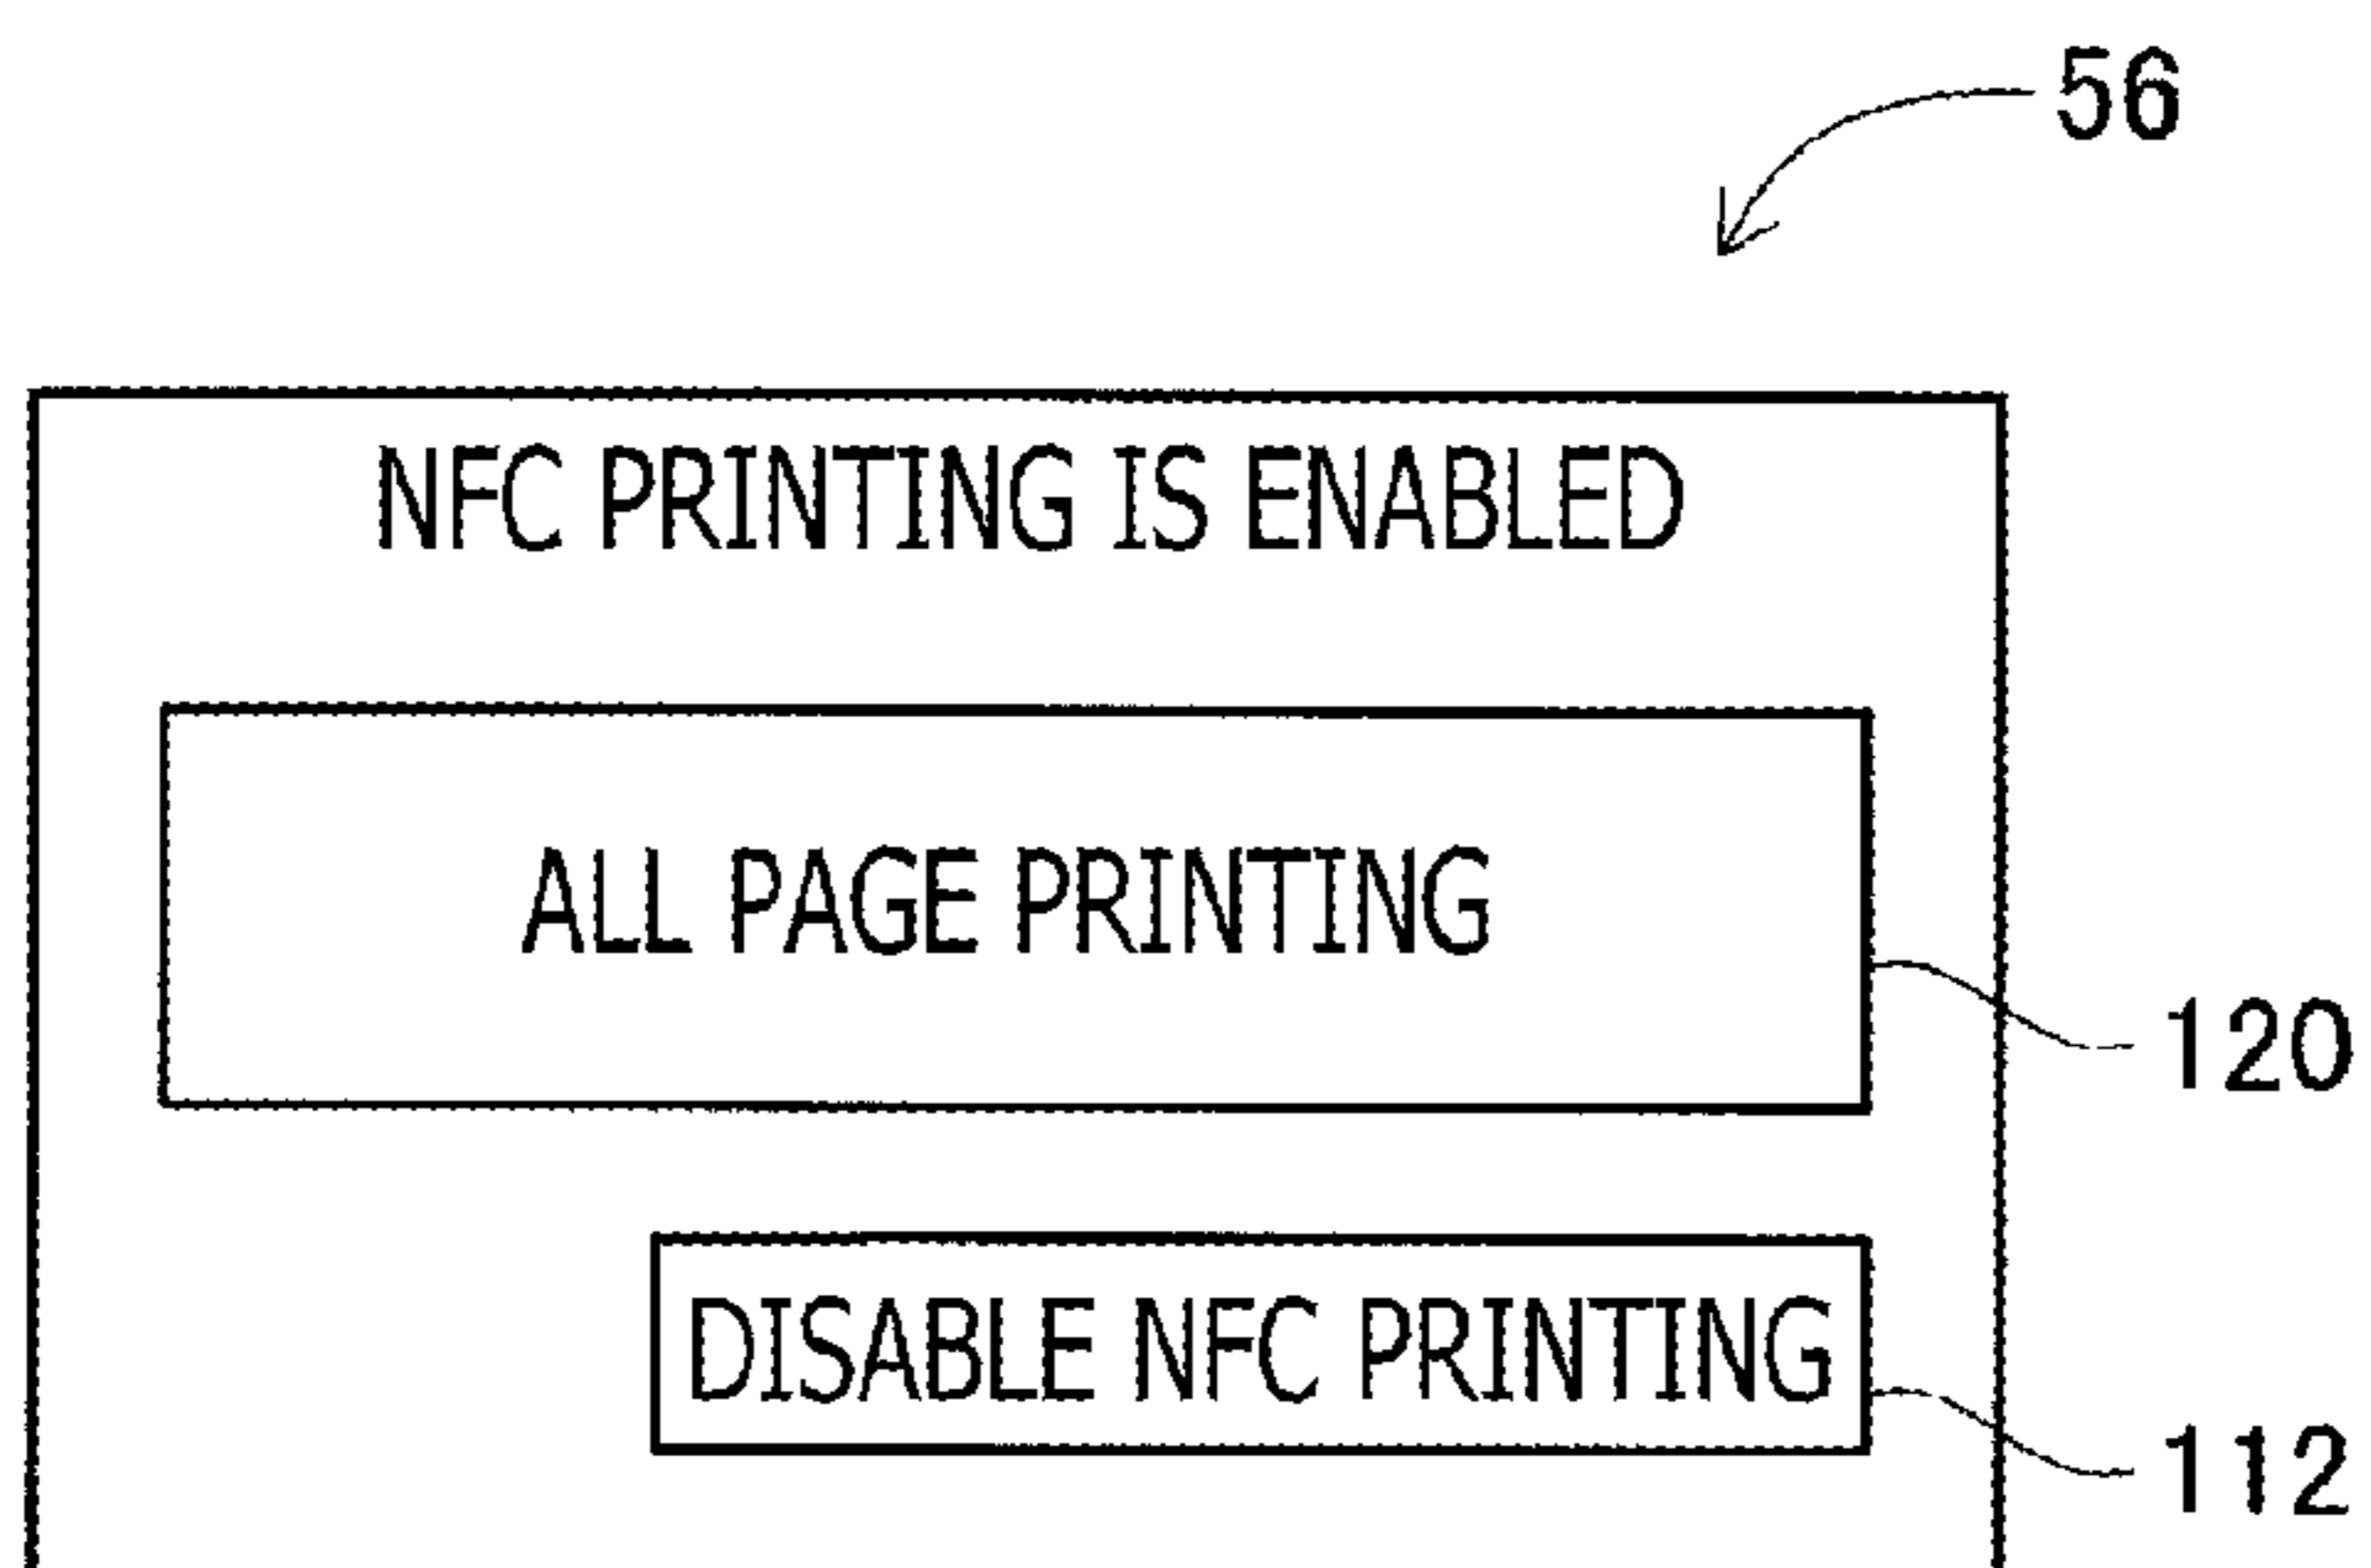 56
NFC PRINTING IS ENABLED
ALL PAGE PRINTING
120
DISABLE NFC PRINTING
112